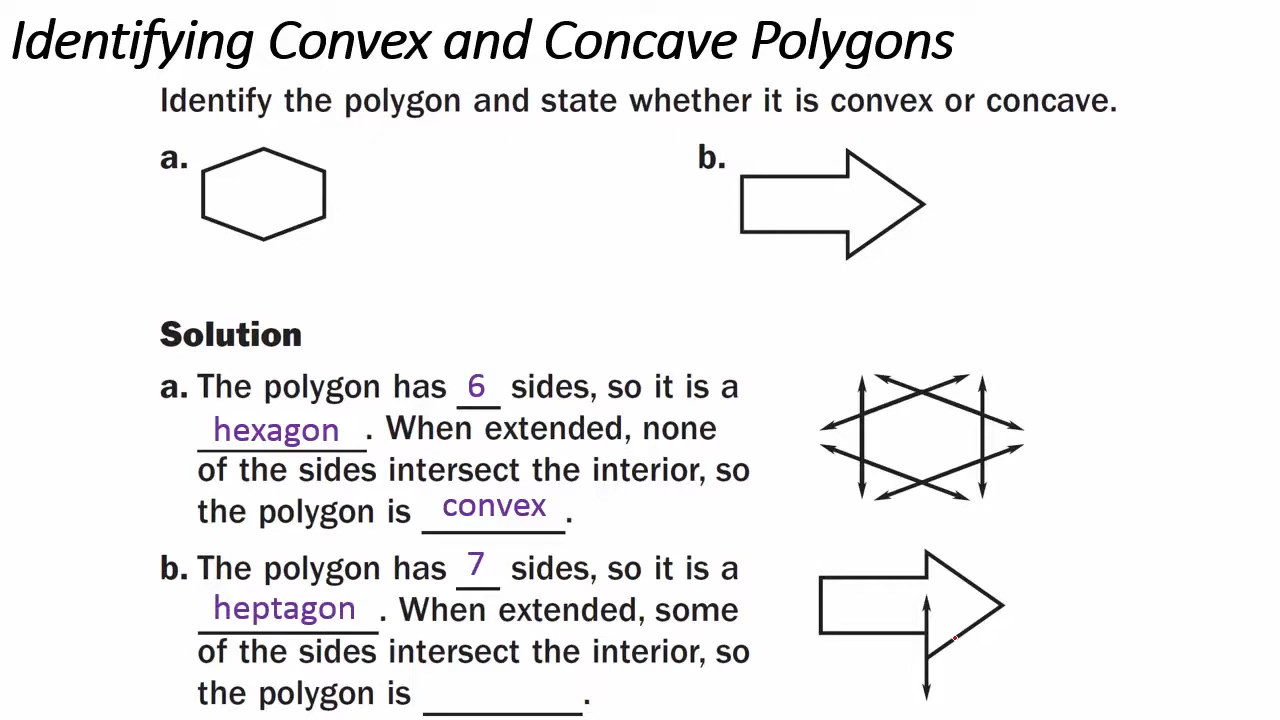 Identifying Convex and Concave Polygons
Identify the polygon and state whether it is convex or concave.
a. b.
Solution
a. The polygon has 6 sides, so it is a
hexagon. When extended, none
of the sides intersect the interior, so
the polygon is convex.
b. The polygon has 7 sides, so it is a
heptagon. When extended, some
of the sides intersect the interior, so
the polygon is ________.